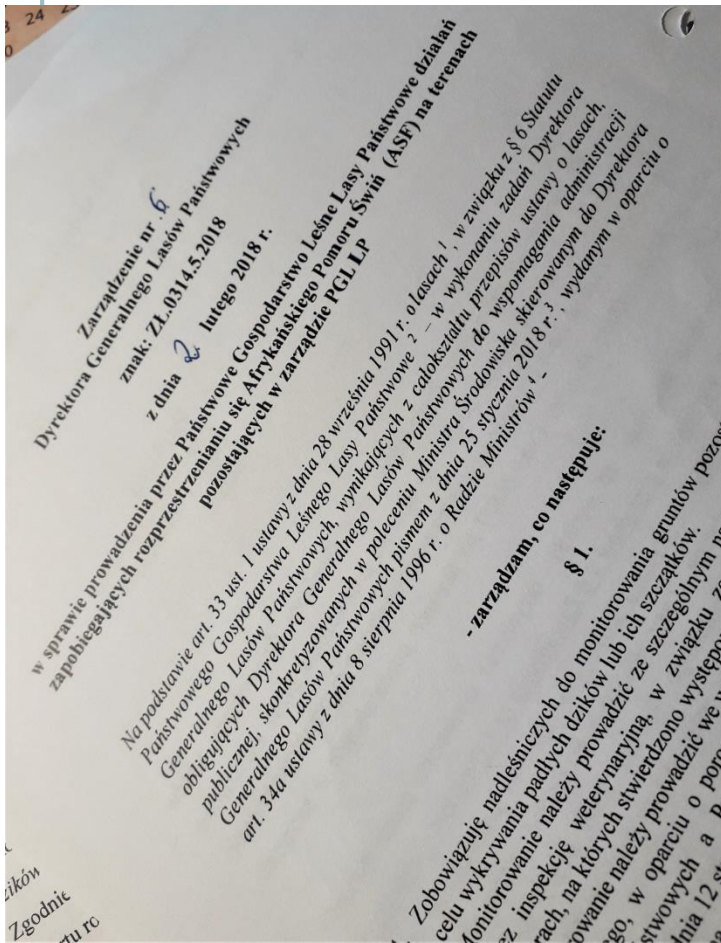 24
Zarządzenie nr 6
Dyrektora Generalnego Lasów Państwowych
znak: ZŁ.0314.5.2018
z dnia 2 lutego 2018 r.
w sprawie prowadzenia przez Państwowe Gospodarstwo Leśne Lasy Państwowe działań
zapobiegających rozprzestrzenianiu się Afrykańskiego Pomoru Świń (ASF) na terenach
pozostających w zarządzie PGL LP
Na podstawie art. 33 ust. 1 ustawy z dnia 28 września 1991 r. o lasach 1, w związku z § 6 Statutu
Państwowego Gospodarstwa Leśnego Lasy Państwowe 2 – w wykonaniu zadań Dyrektora
Generalnego Lasów Państwowych, wynikających z całokształtu przepisów ustawy o lasach,
obligujących Dyrektora Generalnego Lasów Państwowych do wspomagania administracji
publicznej, skonkretyzowanych w poleceniu Ministra Środowiska skierowanym do Dyrektora
Generalnego Lasów Państwowych pismem z dnia 25 stycznia 2018 r. 3, wydanym w oparciu o
art. 34a ustawy z dnia 8 sierpnia 1996 r. o Radzie Ministrów 4 –
- zarządzam, co następuje:
§ 1.
Zobowiązuję nadleśniczych do monitorowania gruntów
celu wykrywania padłych dzików lub ich szczątków.
Monitorowanie należy prowadzić ze szczególnym
inspekcję weterynaryjną, w związku
na których stwierdzono
należy prowadzić we
w oparciu o
a
12
Zgodnie